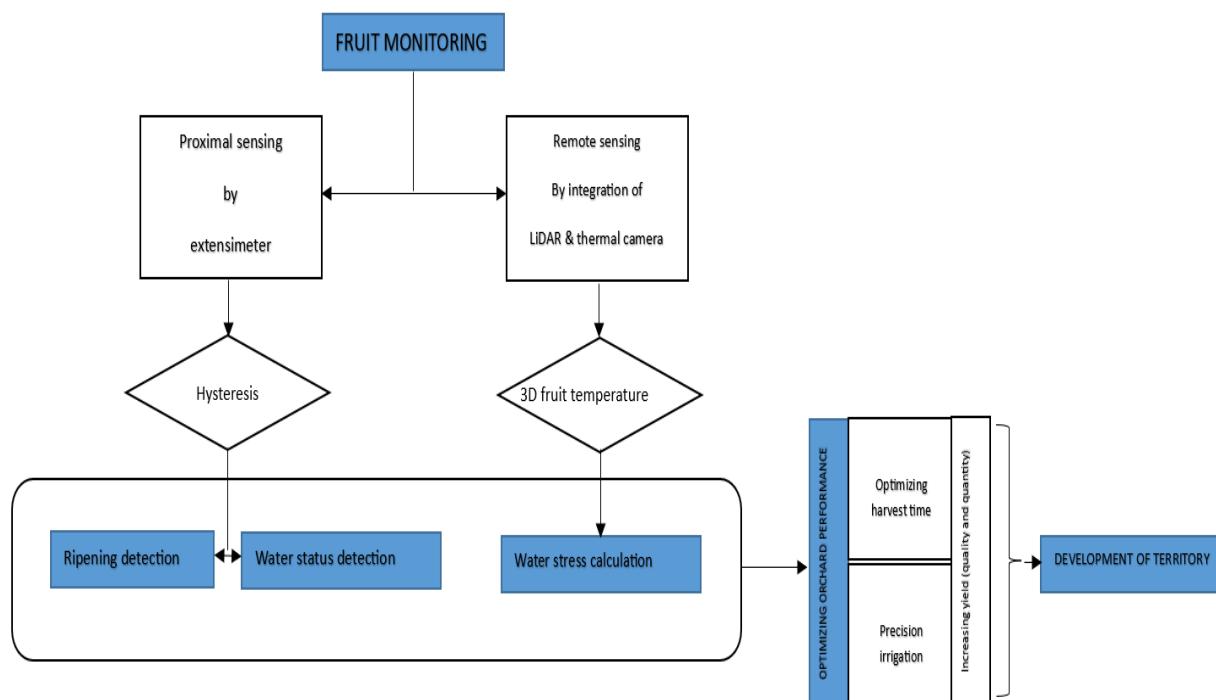 FRUIT MONITORING
Proximal sensing
by
extensimeter
Remote sensing
By integration of
LiDAR & thermal camera
Hysteresis
3D fruit temperature
Ripening detection
Water status detection
Water stress calculation
OPTIMIZING ORCHARD PERFORMANCE
Optimizing
harvest time
Precision
irrigation
Increasing yield (quality and quantity)
DEVELOPMENT OF TERRITORY